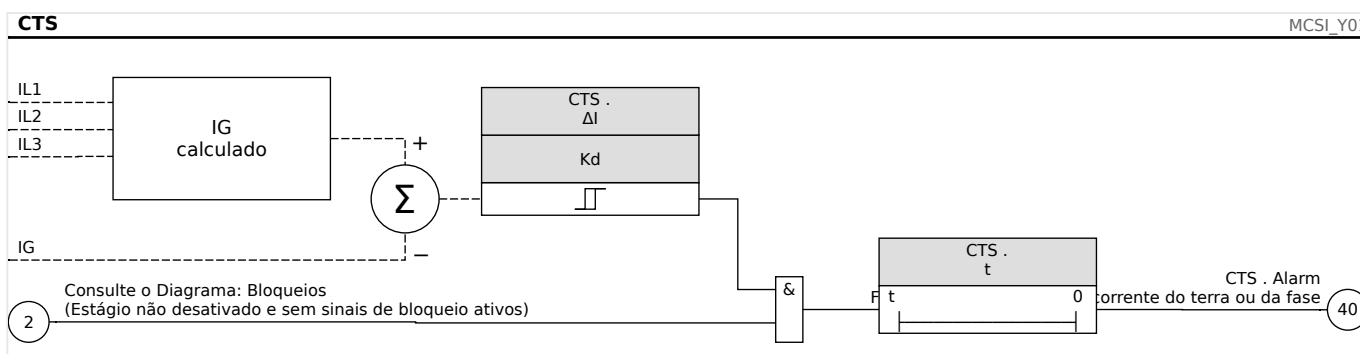 CTS
MCSI_Y0
IL1
IL2
IL3
IG
calculado
+
Σ
−
IG
CTS .
ΔI
Kd
Consulte o Diagrama: Bloqueios
(Estágio não desativado e sem sinais de bloqueio ativos)
2
&
CTS .
t
F
t
0
CTS . Alarm
corrente do terra ou da fase
40